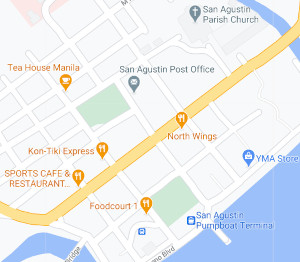 San Agustin
Parish Church
Tea House Manila
San Agustin Post Office
North Wings
Kon-Tiki Express
YMA Store
SPORTS CAFE &
RESTAURANT...
Foodcourt 1
San Agustin
Pumpboat Terminal
Blvd